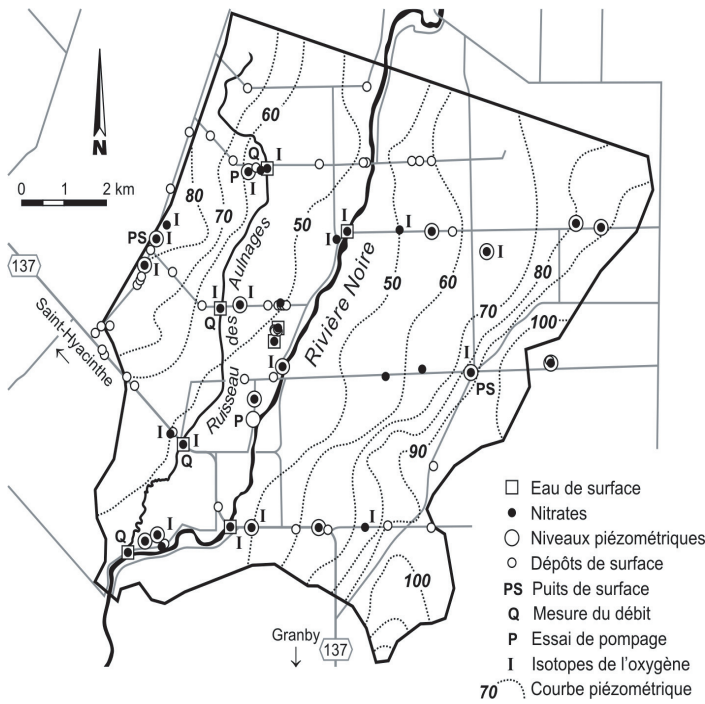 60
Q I
P I
N
0 1 2 km
80
I
PS I
70
50
I
I
Rivière Noire
I
137
I
Ruisseau des Aulnages
I I
Q
50
60
70
80
100
Saint-Hyacinthe
I
PS
P
I I
Q
90
Q I
I I
I
100
Granby
137
Eau de surface
Nitrates
Niveaux piézométriques
Dépôts de surface
PS Puits de surface
Q Mesure du débit
P Essai de pompage
I Isotopes de l'oxygène
70 Courbe piézométrique